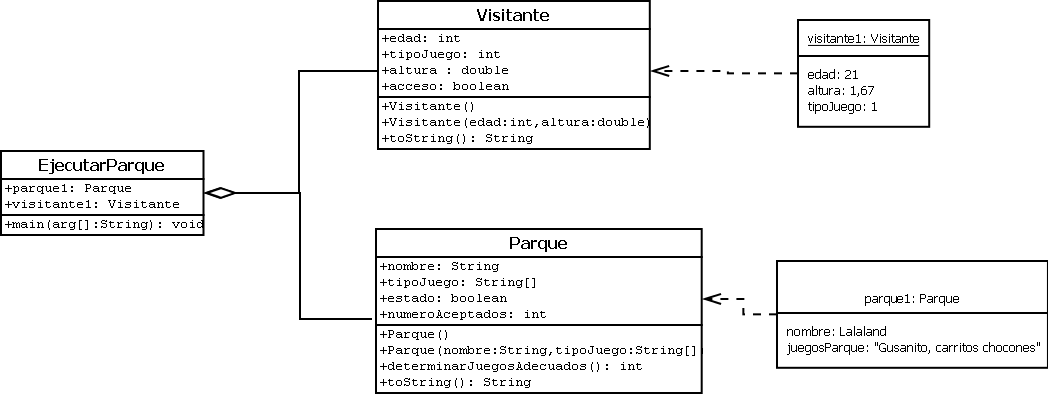 Visitante
+edad: int
+tipoJuego: int
+altura : double
+acceso: boolean
+Visitante()
+Visitante(edad:int,altura:double)
+toString(): String
visitante1: Visitante
edad: 21
altura: 1,67
tipoJuego: 1
EjecutarParque
+parque1: Parque
+visitante1: Visitante
+main(arg[]:String): void
Parque
+nombre: String
+tipoJuego: String[]
+estado: boolean
+numeroAceptados: int
+Parque()
+Parque(nombre:String,tipoJuego:String[])
+determinarJuegosAdecuados(): int
+toString(): String
parque1: Parque
nombre: Lalaland
juegosParque: "Gusanito, carritos chocones"